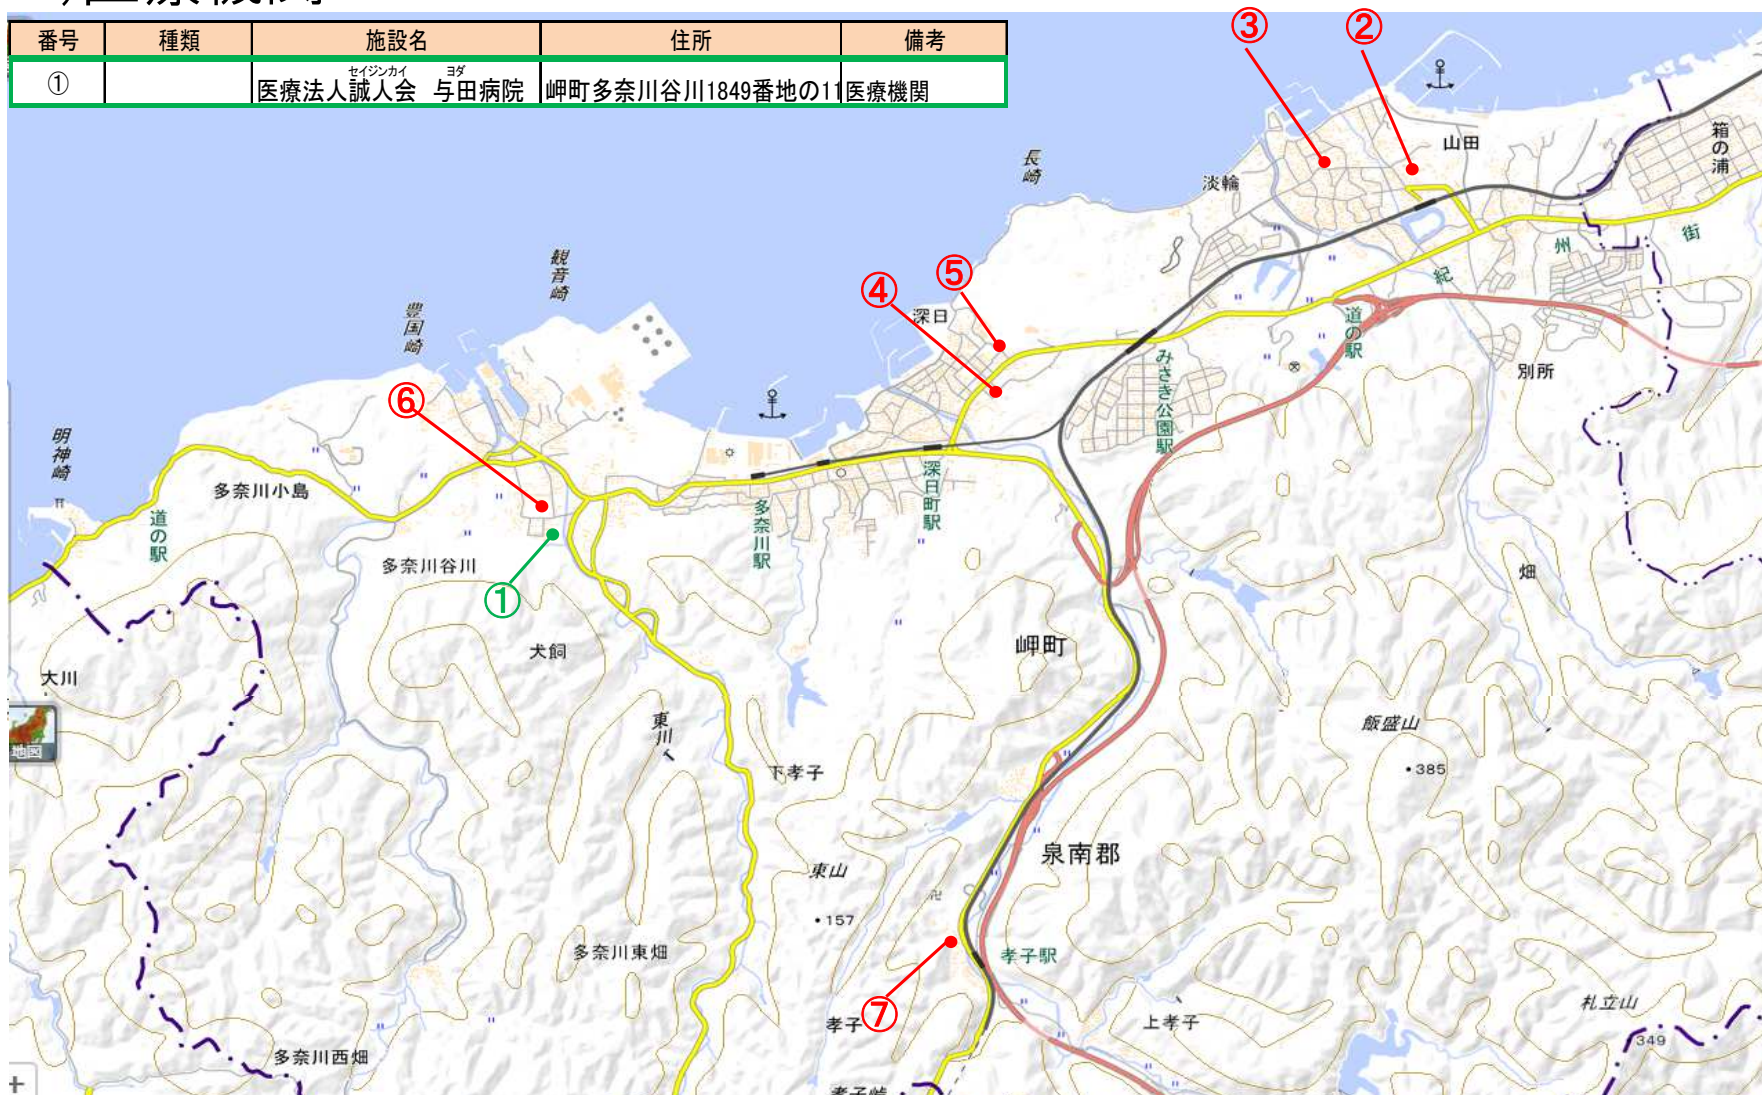 番号 種類 施設名 住所 備考
セイジンカイ ヨダ
① 医療法人誠人会 与田病院 岬町多奈川谷川1849番地の11 医療機関
③
②
山田
箱の浦
長崎
淡輪
街
州
紀
観音崎
⑤
④
豊国崎
深日
道の駅
みさき公園駅
別所
⑥
明神崎
多奈川小島
道の駅
深日町駅
多奈川駅
多奈川谷川
畑
①
岬町
犬飼
大川
東川
飯盛山
地図
下孝子
385
泉南郡
東山
157
多奈川東畑
孝子駅
⑦
札立山
孝子
上孝子
349
多奈川西畑
+
孝子峠